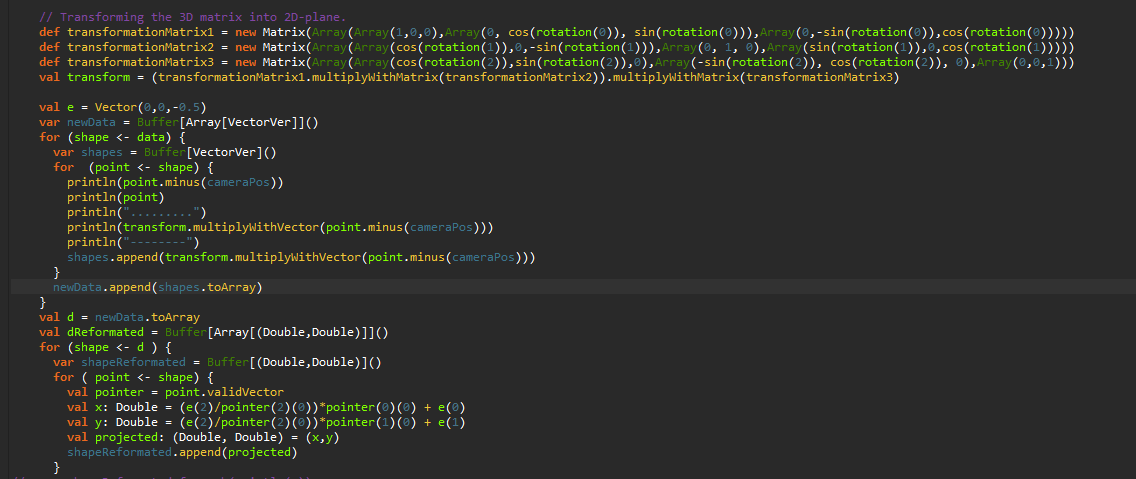 // Transforming the 3D matrix into 2D-plane.
def transformationMatrix1 = new Matrix(Array(Array(1,0,0),Array(0, cos(rotation(0)), sin(rotation(0))),Array(0,-sin(rotation(0)),cos(rotation(0)))))
def transformationMatrix2 = new Matrix(Array(Array(cos(rotation(1)),0,-sin(rotation(1))),Array(0, 1, 0),Array(sin(rotation(1)),0,cos(rotation(1)))))
def transformationMatrix3 = new Matrix(Array(Array(cos(rotation(2)),sin(rotation(2)),0),Array(-sin(rotation(2)), cos(rotation(2)), 0),Array(0,0,1)))
val transform = (transformationMatrix1.multiplyWithMatrix(transformationMatrix2)).multiplyWithMatrix(transformationMatrix3)
val e = Vector(0,0,-0.5)
var newData = Buffer[Array[VectorVer]]()
for (shape <- data) {
var shapes = Buffer[VectorVer]()
for  (point <- shape) {
println(point.minus(cameraPos))
println(point)
println(".........")
println(transform.multiplyWithVector(point.minus(cameraPos)))
println("--------")
shapes.append(transform.multiplyWithVector(point.minus(cameraPos)))
}
newData.append(shapes.toArray)
}
val d = newData.toArray
val dReformated = Buffer[Array[(Double,Double)]]()
for (shape <- d ) {
var shapeReformated = Buffer[(Double,Double)]()
for ( point <- shape) {
val pointer = point.validVector
val x: Double = (e(2)/pointer(2)(0))*pointer(0)(0) + e(0)
val y: Double = (e(2)/pointer(2)(0))*pointer(1)(0) + e(1)
val projected: (Double, Double) = (x,y)
shapeReformated.append(projected)
}